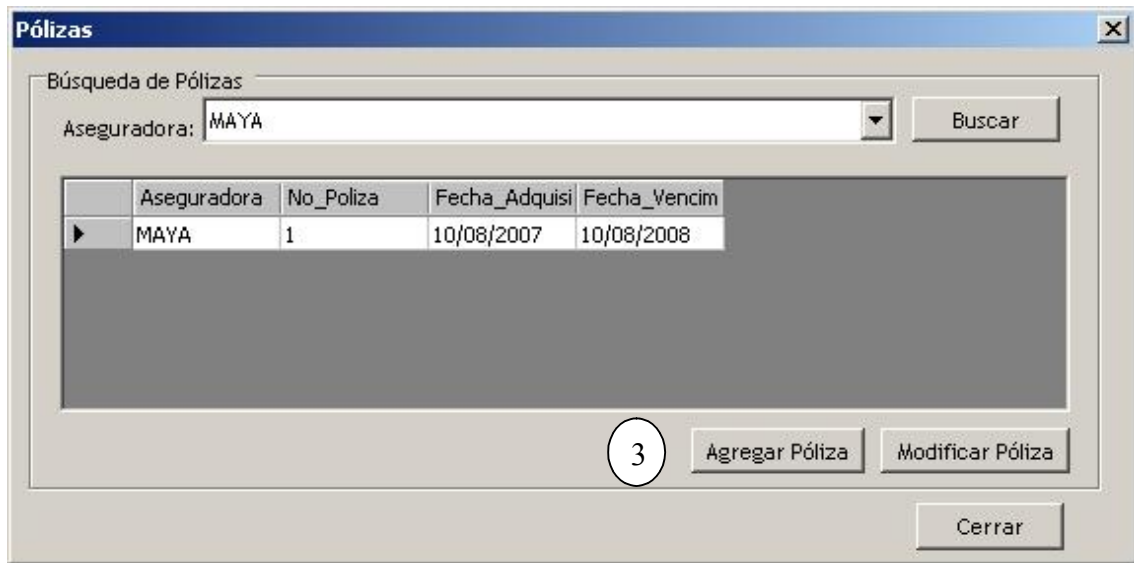 Pólizas
Búsqueda de Pólizas
Aseguradora: MAYA Buscar
Aseguradora No_Poliza Fecha_Adquisi Fecha_Vencim
MAYA 1 10/08/2007 10/08/2008
3 Agregar Póliza Modificar Póliza
Cerrar